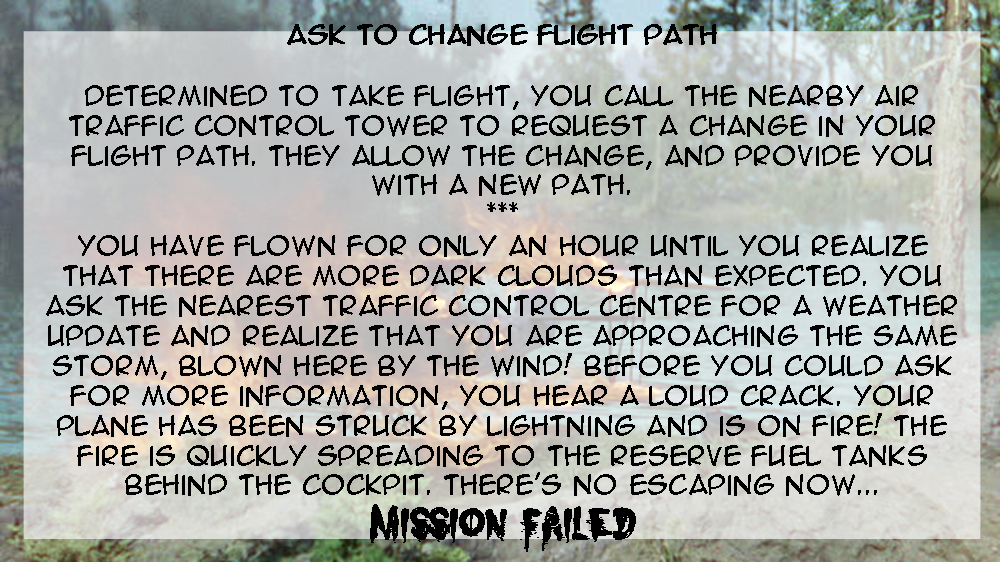 ASK TO CHANGE FLIGHT PATH
DETERMINED TO TAKE FLIGHT, YOU CALL THE NEARBY AIR
TRAFFIC CONTROL TOWER TO REQUEST A CHANGE IN YOUR
FLIGHT PATH. THEY ALLOW THE CHANGE, AND PROVIDE YOU
WITH A NEW PATH.
***
YOU HAVE FLOWN FOR ONLY AN HOUR UNTIL YOU REALIZE
THAT THERE ARE MORE DARK CLOUDS THAN EXPECTED. YOU
ASK THE NEAREST TRAFFIC CONTROL CENTRE FOR A WEATHER
UPDATE AND REALIZE THAT YOU ARE APPROACHING THE SAME
STORM, BLOWN HERE BY THE WIND! BEFORE YOU COULD ASK
FOR MORE INFORMATION, YOU HEAR A LOUD CRACK. YOUR
PLANE HAS BEEN STRUCK BY LIGHTNING AND IS ON FIRE! THE
FIRE IS QUICKLY SPREADING TO THE RESERVE FUEL TANKS
BEHIND THE COCKPIT. THERE'S NO ESCAPING NOW...
MISSION FAILED